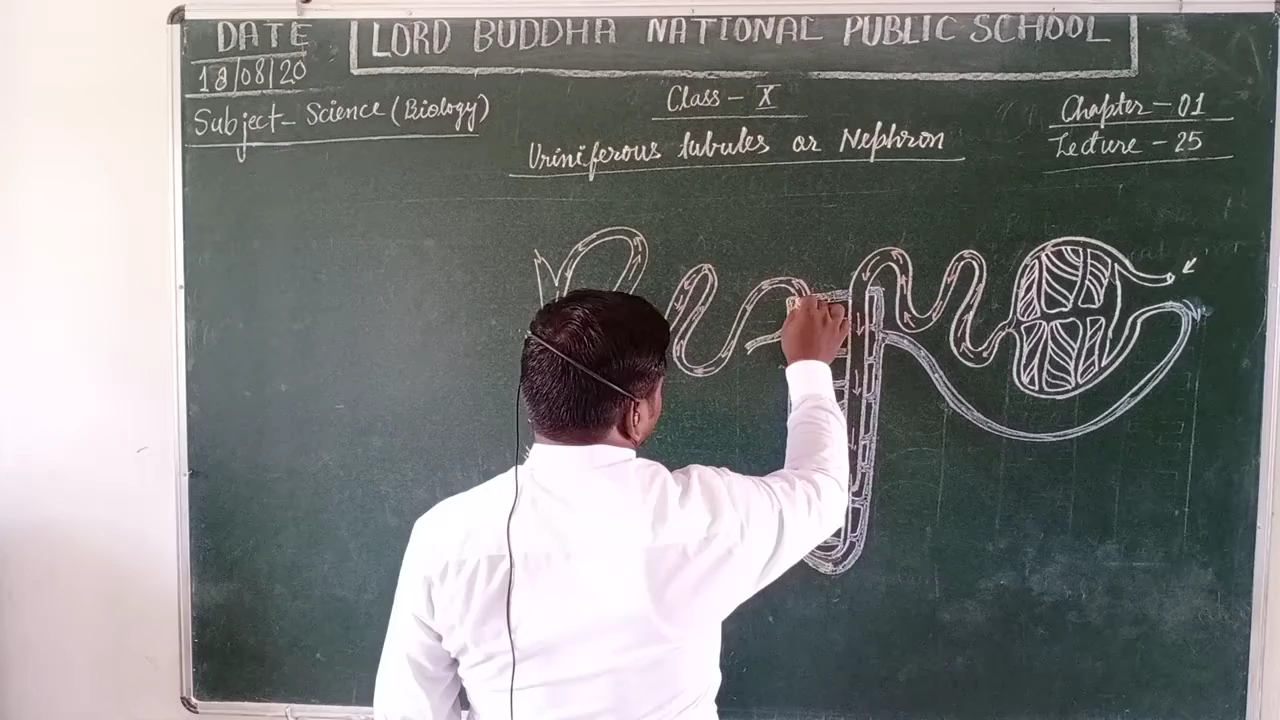 DATE
LORD BUDDHA NATIONAL PUBLIC SCHOOL
18/08/20
Subject - Science (Biology)
Class - X
Chapter - 01
Uriniferous tubules or Nephron
Lecture - 25